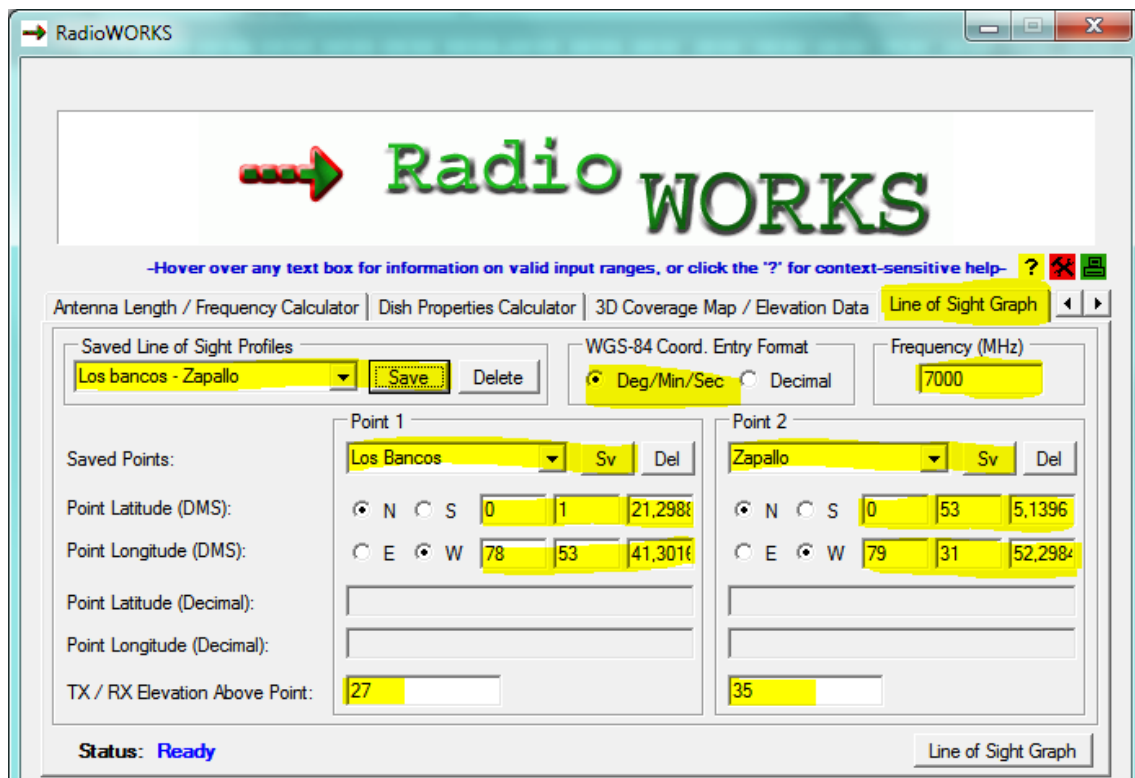 RadioWORKS
Radio WORKS
-Hover over any text box for information on valid input ranges, or click the '?' for context-sensitive help- ?
Antenna Length / Frequency Calculator Dish Properties Calculator 3D Coverage Map / Elevation Data Line of Sight Graph
Saved Line of Sight Profiles WGS-84 Coord. Entry Format Frequency (MHz)
Los bancos - Zapallo Save Delete Deg/Min/Sec Decimal 7000
Point 1 Point 2
Saved Points: Los Bancos Sv Del Zapallo Sv Del
Point Latitude (DMS): N S 0 1 21,2988 N S 0 53 5,1396
Point Longitude (DMS): E W 78 53 41,3016 E W 79 31 52,2984
Point Latitude (Decimal):
Point Longitude (Decimal):
TX / RX Elevation Above Point: 27 35
Status: Ready Line of Sight Graph